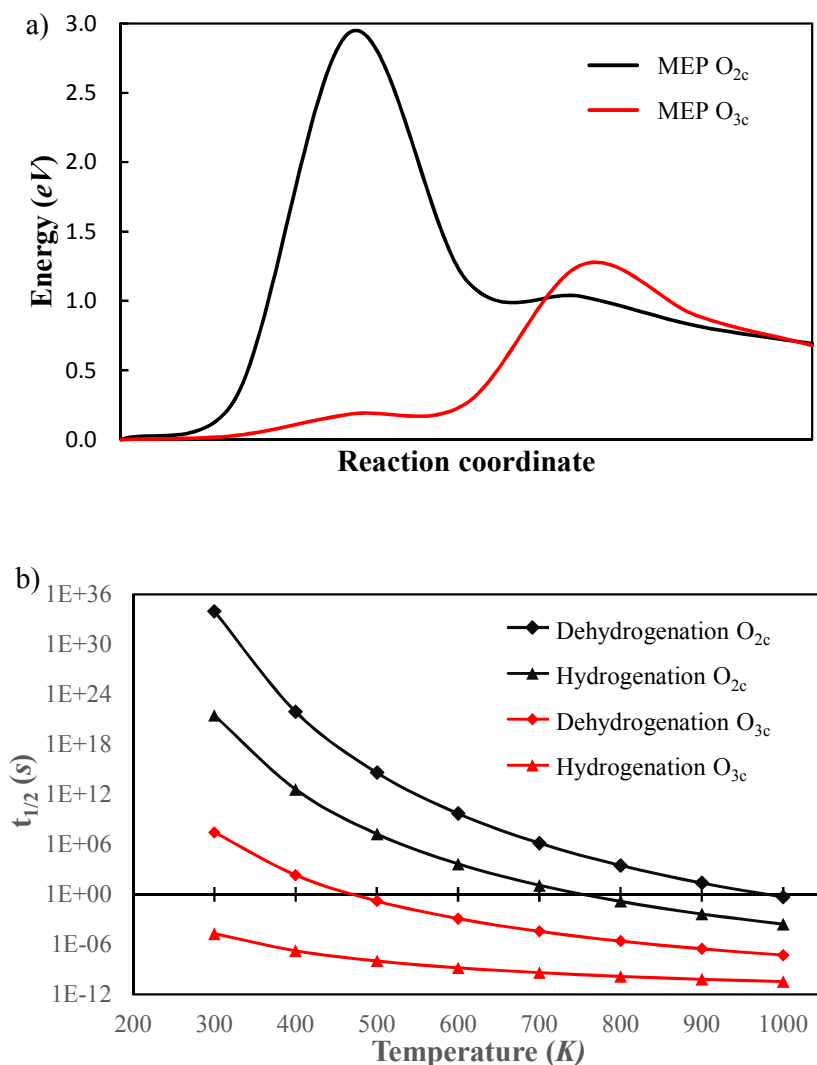 a)
3.0
2.5
2.0
1.5
1.0
0.5
0.0
Energy (eV)
MEP O2c
MEP O3c
Reaction coordinate
b)
1E+36
1E+30
1E+24
1E+18
1E+12
1E+06
1E+00
1E-06
1E-12
t1/2 (s)
Dehydrogenation O2c
Hydrogenation O2c
Dehydrogenation O3c
Hydrogenation O3c
200 300 400 500 600 700 800 900 1000
Temperature (K)